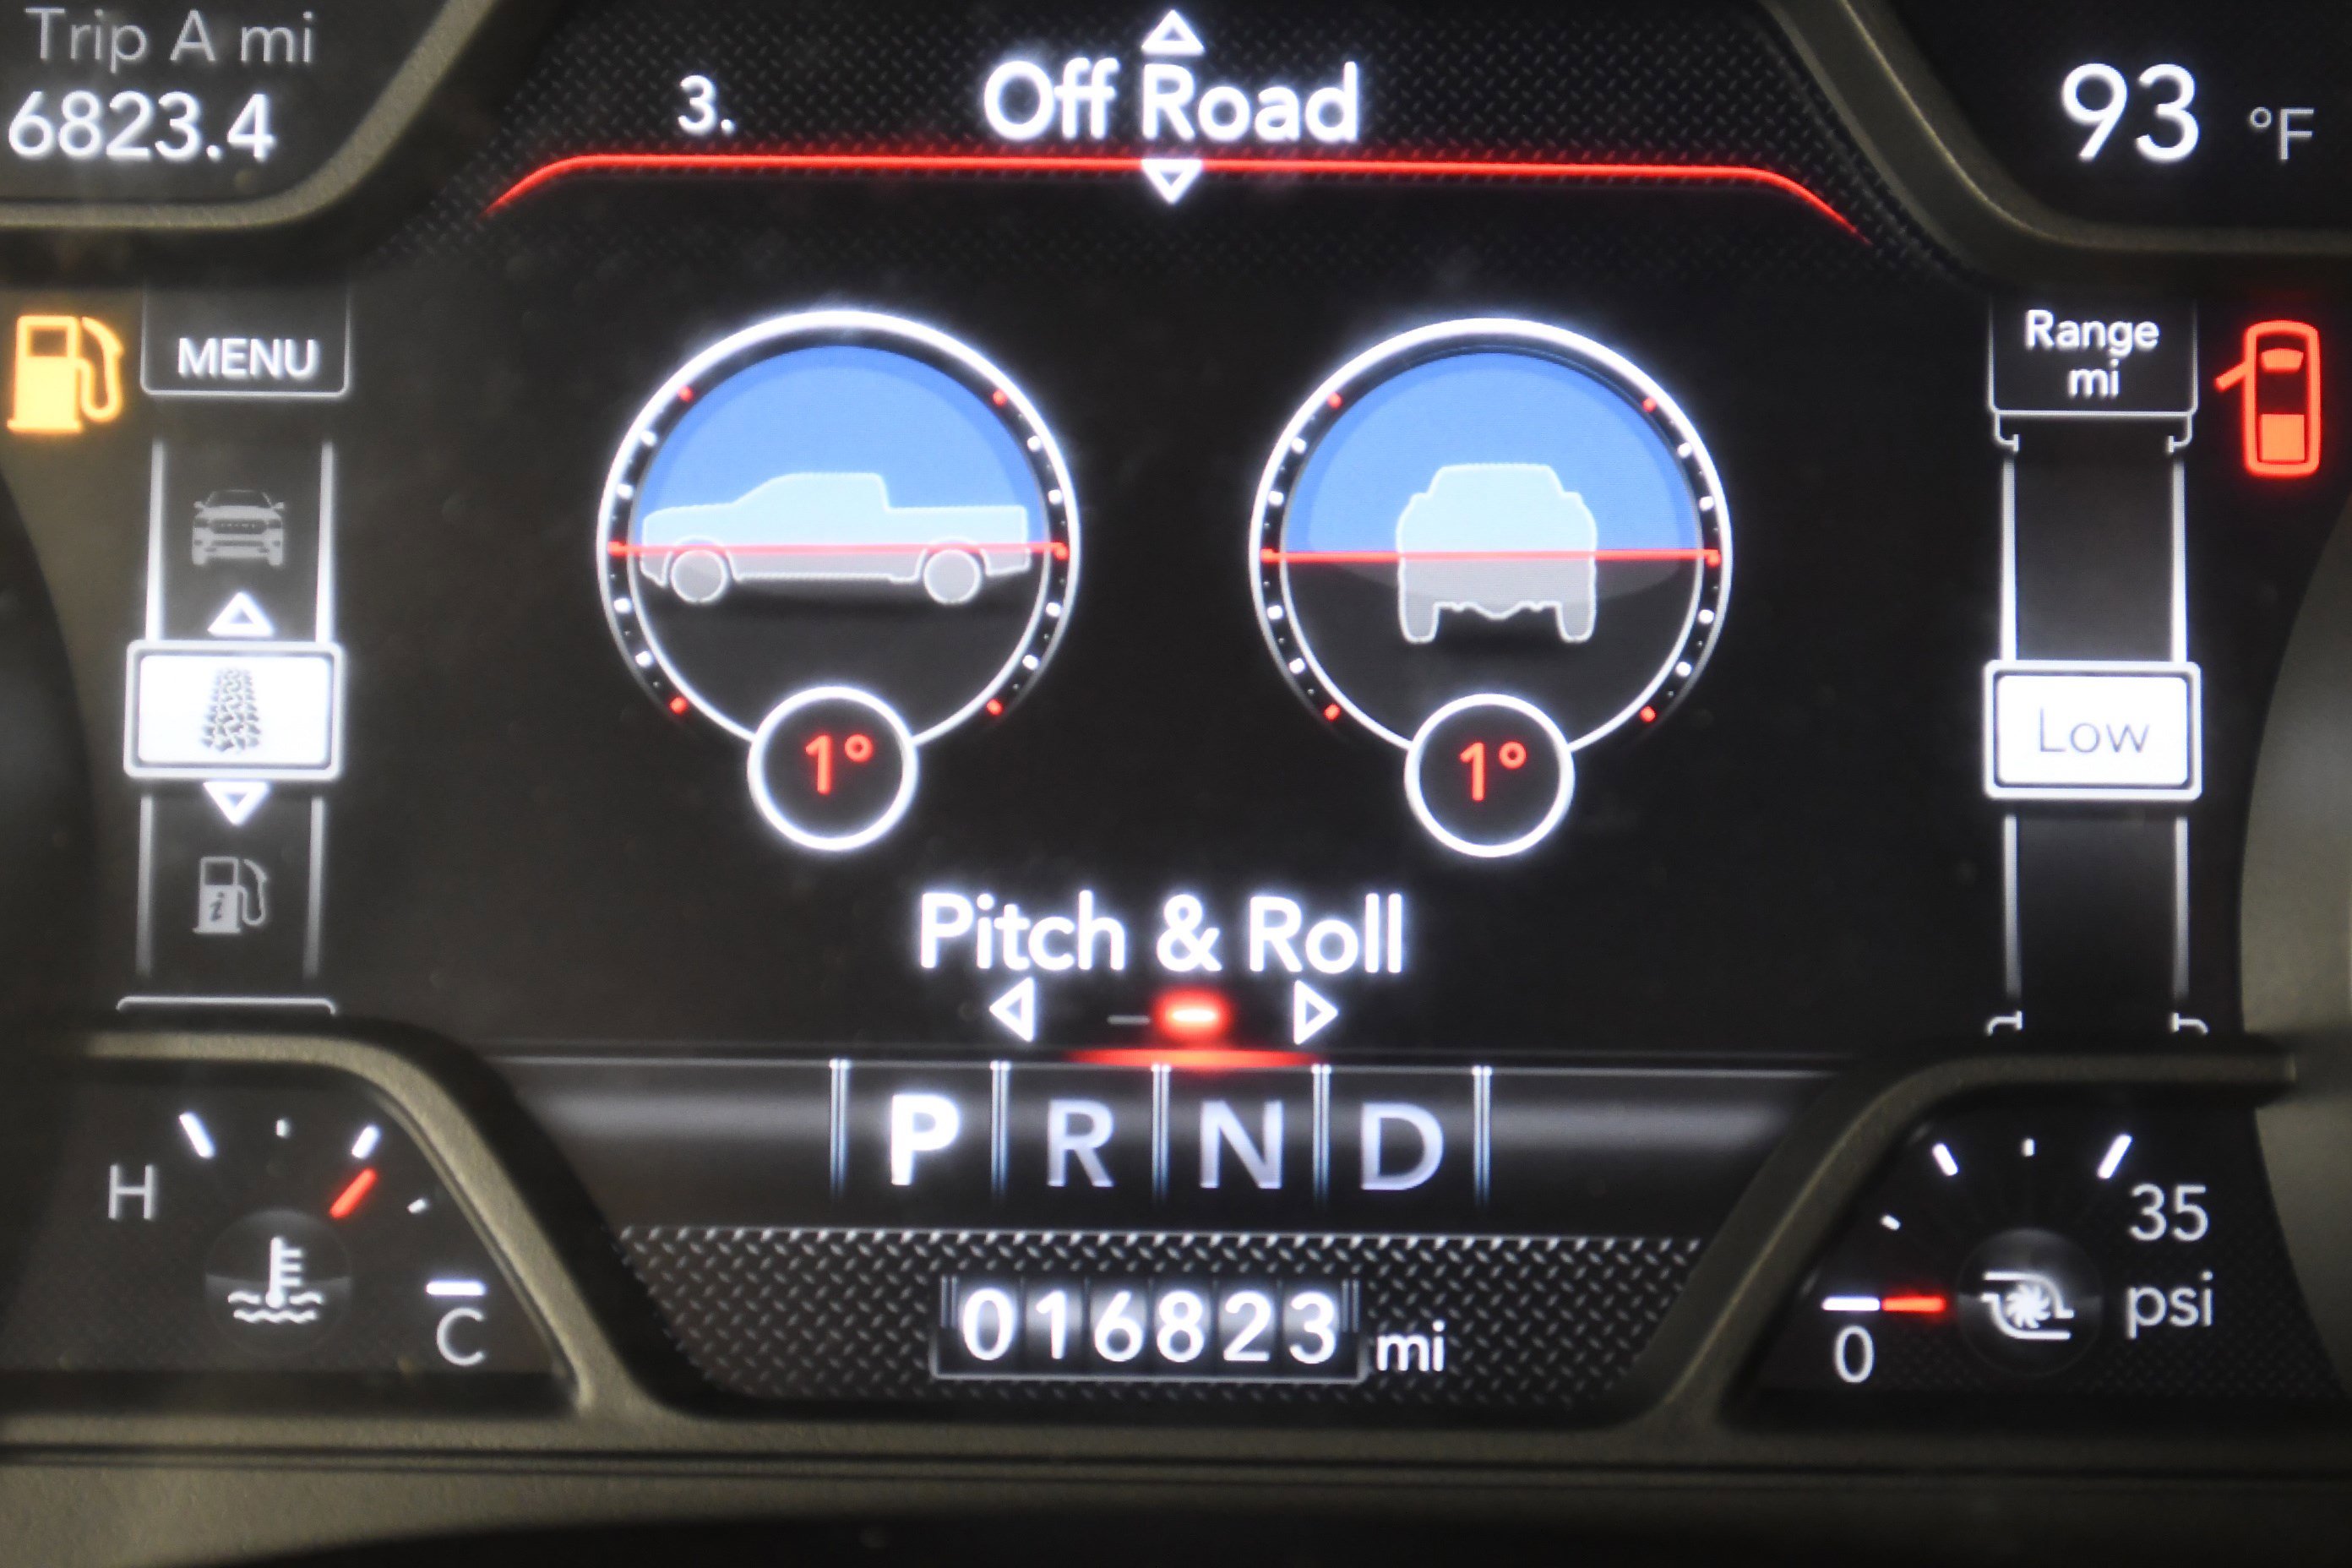 Trip A mi
6823.4
3. Off Road
93 °F
MENU
Range
mi
Low
1°
1°
Pitch & Roll
P R N D
H
C
016823 mi
35
psi
0